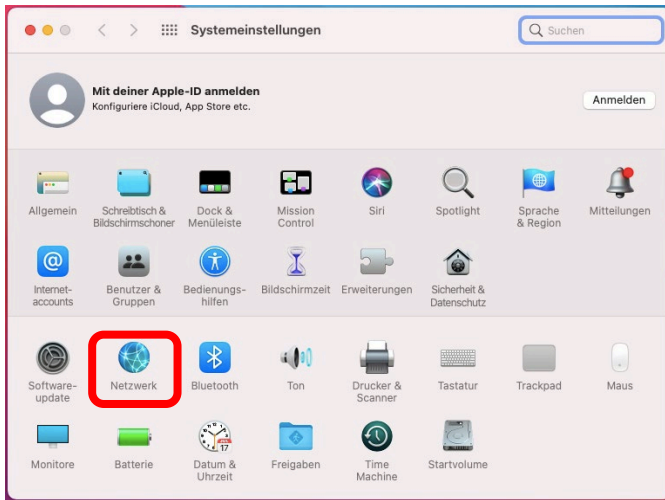 Systemeinstellungen
Suchen
Mit deiner Apple-ID anmelden
Konfiguriere iCloud, App Store etc.
Anmelden
Allgemein
Schreibtisch &
Bildschirmschoner
Dock &
Menüleiste
Mission
Control
Siri
Spotlight
Sprache
& Region
Mitteilungen
Internet-
accounts
Benutzer &
Gruppen
Bedienungs-
hilfen
Bildschirmzeit
Erweiterungen
Sicherheit &
Datenschutz
Software-
update
Netzwerk
Bluetooth
Ton
Drucker &
Scanner
Tastatur
Trackpad
Maus
Monitore
Batterie
17
Datum &
Uhrzeit
Freigaben
Time
Machine
Startvolume